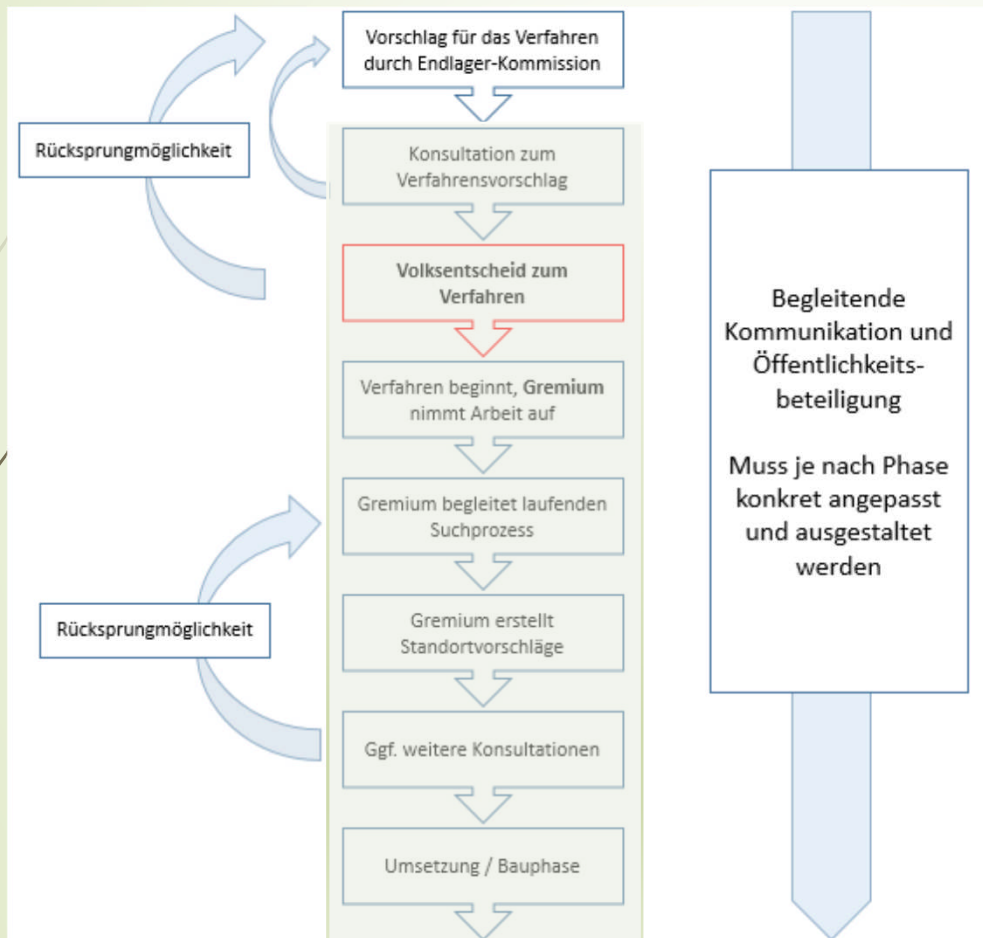 Vorschlag für das Verfahren
durch Endlager-Kommission
Rücksprungmöglichkeit
Konsultation zum
Verfahrensvorschlag
Volksentscheid zum
Verfahren
Verfahren beginnt, Gremium
nimmt Arbeit auf
Gremium begleitet laufenden
Suchprozess
Rücksprungmöglichkeit
Gremium erstellt
Standortvorschläge
Ggf. weitere Konsultationen
Umsetzung / Bauphase
Begleitende
Kommunikation und
Öffentlichkeits-
beteiligung
Muss je nach Phase
konkret angepasst
und ausgestaltet
werden